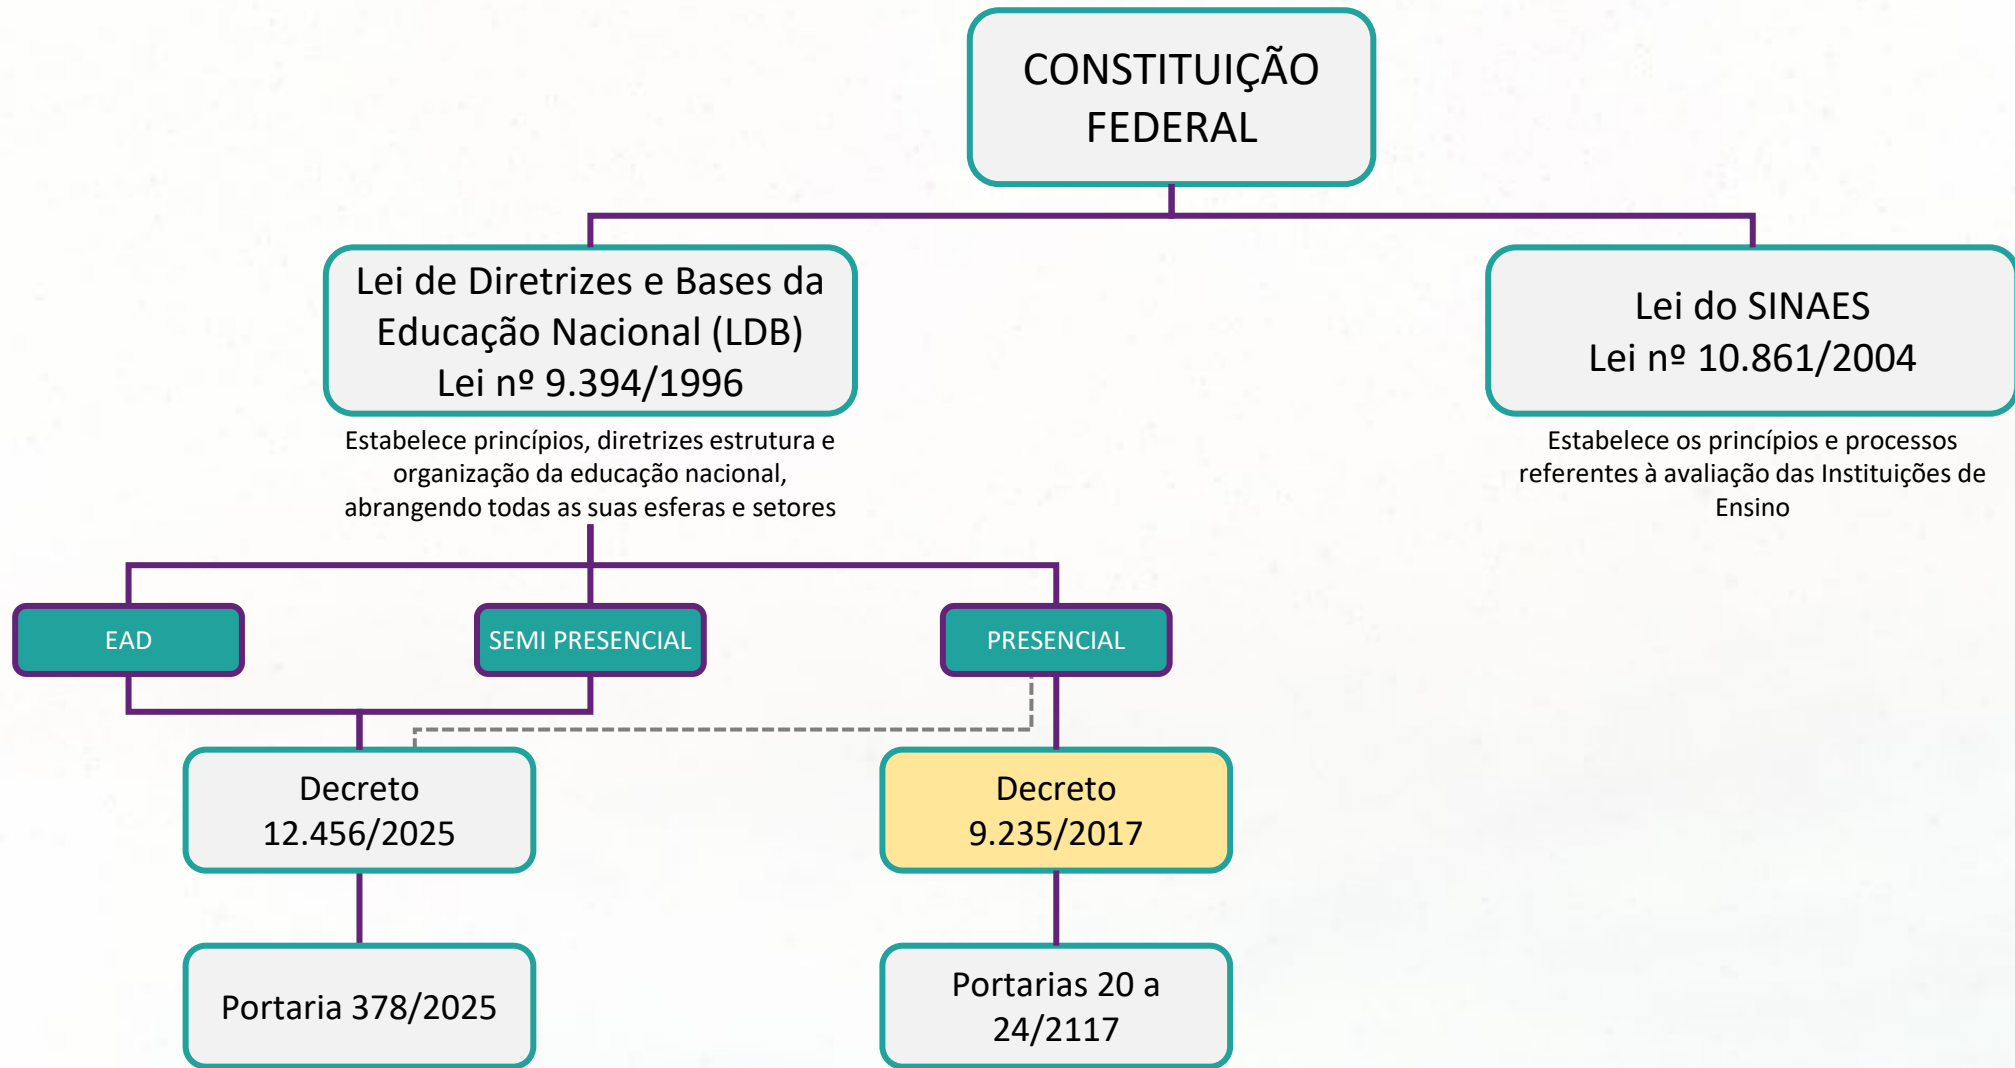 CONSTITUIÇÃO
FEDERAL
Lei de Diretrizes e Bases da
Educação Nacional (LDB)
Lei nº 9.394/1996
Lei do SINAES
Lei nº 10.861/2004
Estabelece princípios, diretrizes estrutura e
organização da educação nacional,
abrangendo todas as suas esferas e setores
Estabelece os princípios e processos
referentes à avaliação das Instituições de
Ensino
EAD
SEMI PRESENCIAL
PRESENCIAL
Decreto
12.456/2025
Decreto
9.235/2017
Portaria 378/2025
Portarias 20 a
24/2117